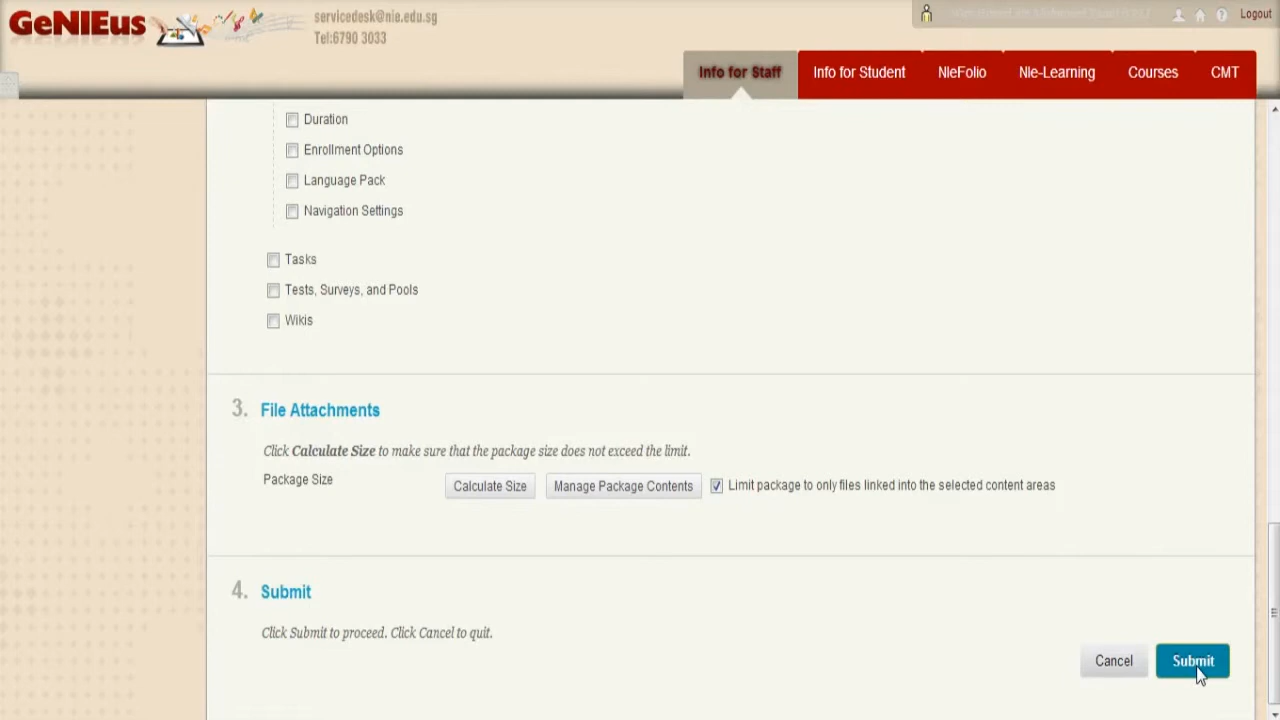 GeNIEus
servicedesk@nie.edu.sg
Tel:6790 3033
Logout
Info for Staff
Info for Student
NieFolio
Nie-Learning
Courses
CMT
Duration
Enrollment Options
Language Pack
Navigation Settings
Tasks
Tests, Surveys, and Pools
Wikis
3. File Attachments
Click Calculate Size to make sure that the package size does not exceed the limit.
Package Size
Calculate Size
Manage Package Contents
Limit package to only files linked into the selected content areas
4. Submit
Click Submit to proceed. Click Cancel to quit.
Cancel
Submit